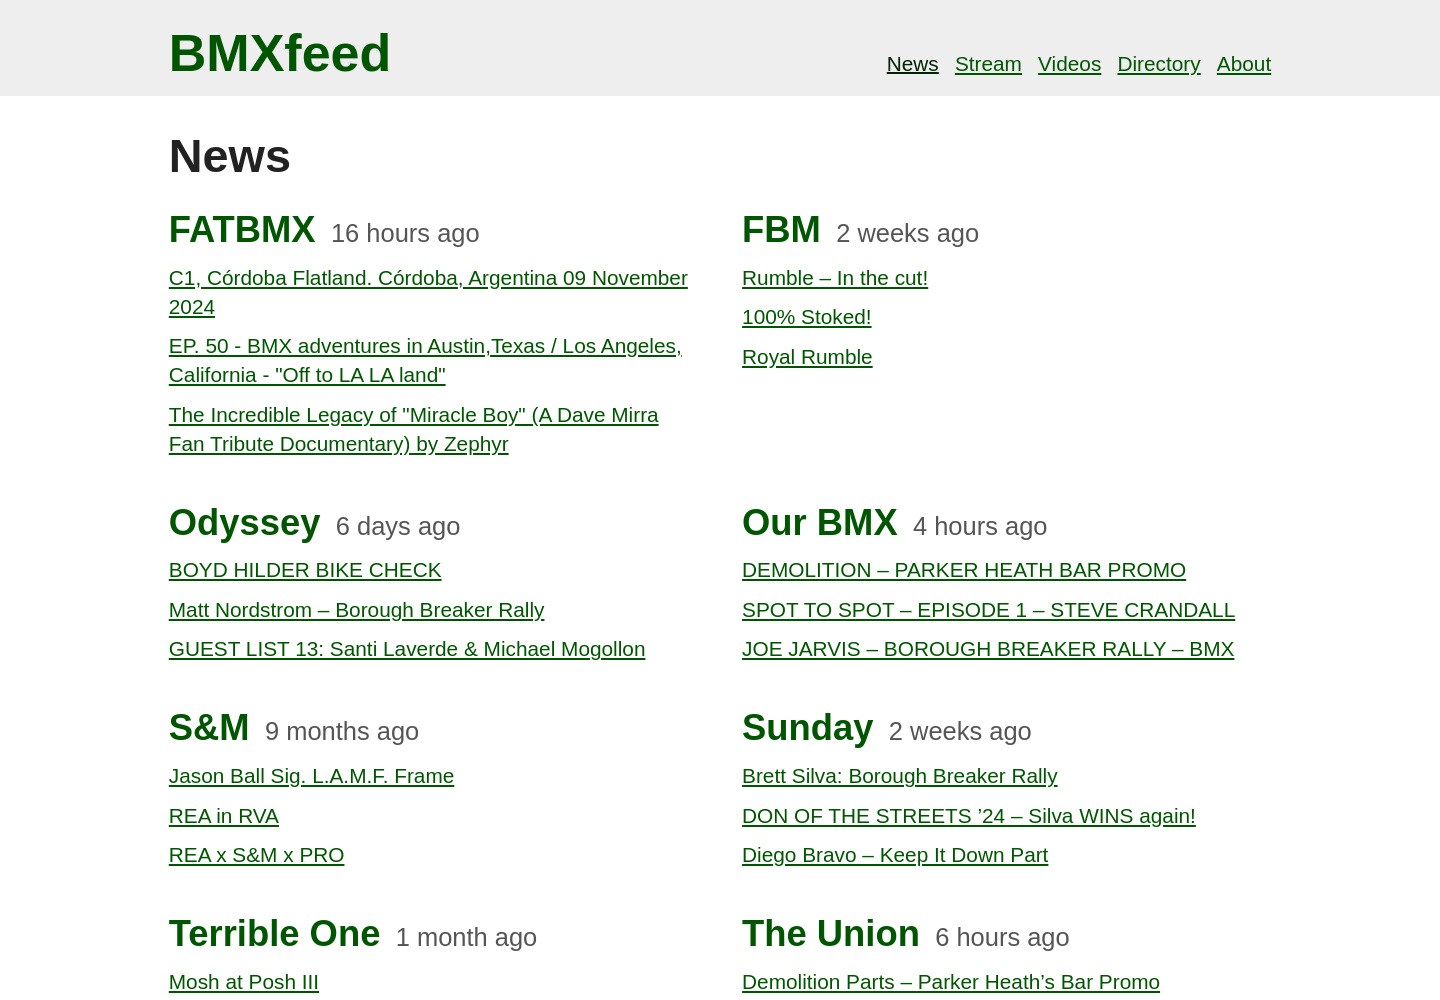 BMXfeed
News Stream Videos Directory About
News
FATBMX 16 hours ago
C1, Córdoba Flatland. Córdoba, Argentina 09 November
2024
EP. 50 - BMX adventures in Austin,Texas / Los Angeles,
California - "Off to LA LA land"
The Incredible Legacy of "Miracle Boy" (A Dave Mirra
Fan Tribute Documentary) by Zephyr
FBM 2 weeks ago
Rumble – In the cut!
100% Stoked!
Royal Rumble
Odyssey 6 days ago
BOYD HILDER BIKE CHECK
Matt Nordstrom – Borough Breaker Rally
GUEST LIST 13: Santi Laverde & Michael Mogollon
Our BMX 4 hours ago
DEMOLITION – PARKER HEATH BAR PROMO
SPOT TO SPOT – EPISODE 1 – STEVE CRANDALL
JOE JARVIS – BOROUGH BREAKER RALLY – BMX
S&M 9 months ago
Jason Ball Sig. L.A.M.F. Frame
REA in RVA
REA x S&M x PRO
Sunday 2 weeks ago
Brett Silva: Borough Breaker Rally
DON OF THE STREETS ’24 – Silva WINS again!
Diego Bravo – Keep It Down Part
Terrible One 1 month ago
Mosh at Posh III
The Union 6 hours ago
Demolition Parts – Parker Heath’s Bar Promo